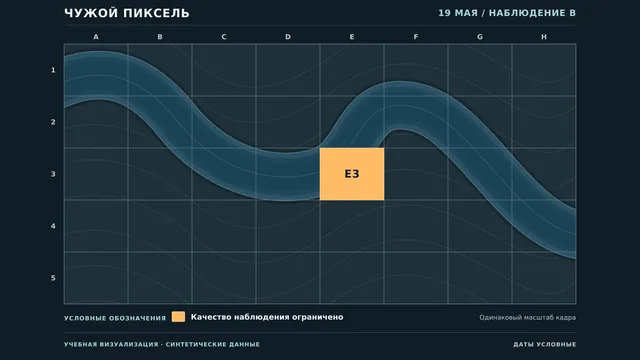 ЧУЖОЙ ПИКСЕЛЬ
19 МАЯ / НАБЛЮДЕНИЕ B
A B C D E F G H
1
2
3
E3
4
5
УСЛОВНЫЕ ОБОЗНАЧЕНИЯ Качество наблюдения ограничено Одинаковый масштаб кадра
УЧЕБНАЯ ВИЗУАЛИЗАЦИЯ · СИНТЕТИЧЕСКИЕ ДАННЫЕ ДАТЫ УСЛОВНЫЕ